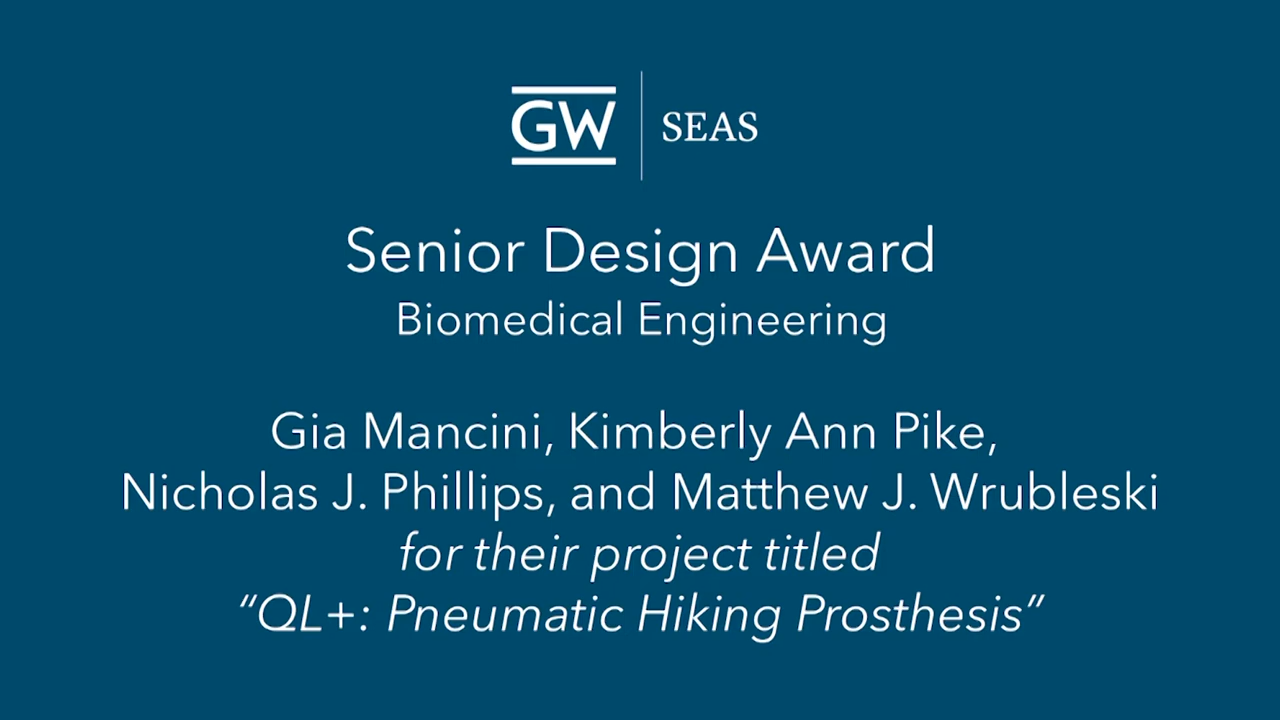 GW | SEAS
Senior Design Award
Biomedical Engineering
Gia Mancini, Kimberly Ann Pike,
Nicholas J. Phillips, and Matthew J. Wrubleski
for their project titled
“QL+: Pneumatic Hiking Prosthesis”